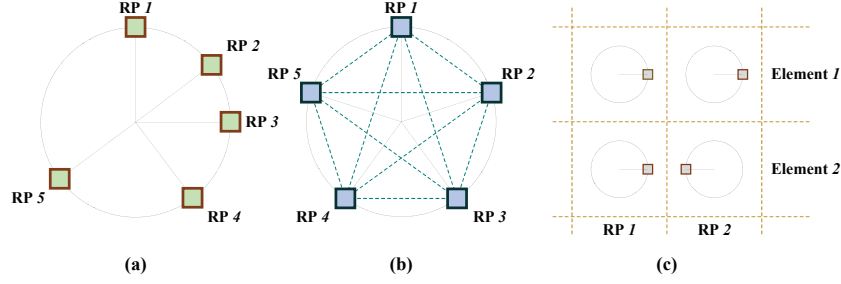 RP 1
RP 2
RP 3
RP 4
RP 5
(a)
RP 1
RP 2
RP 3
RP 4
RP 5
(b)
Element 1
Element 2
RP 1
RP 2
(c)